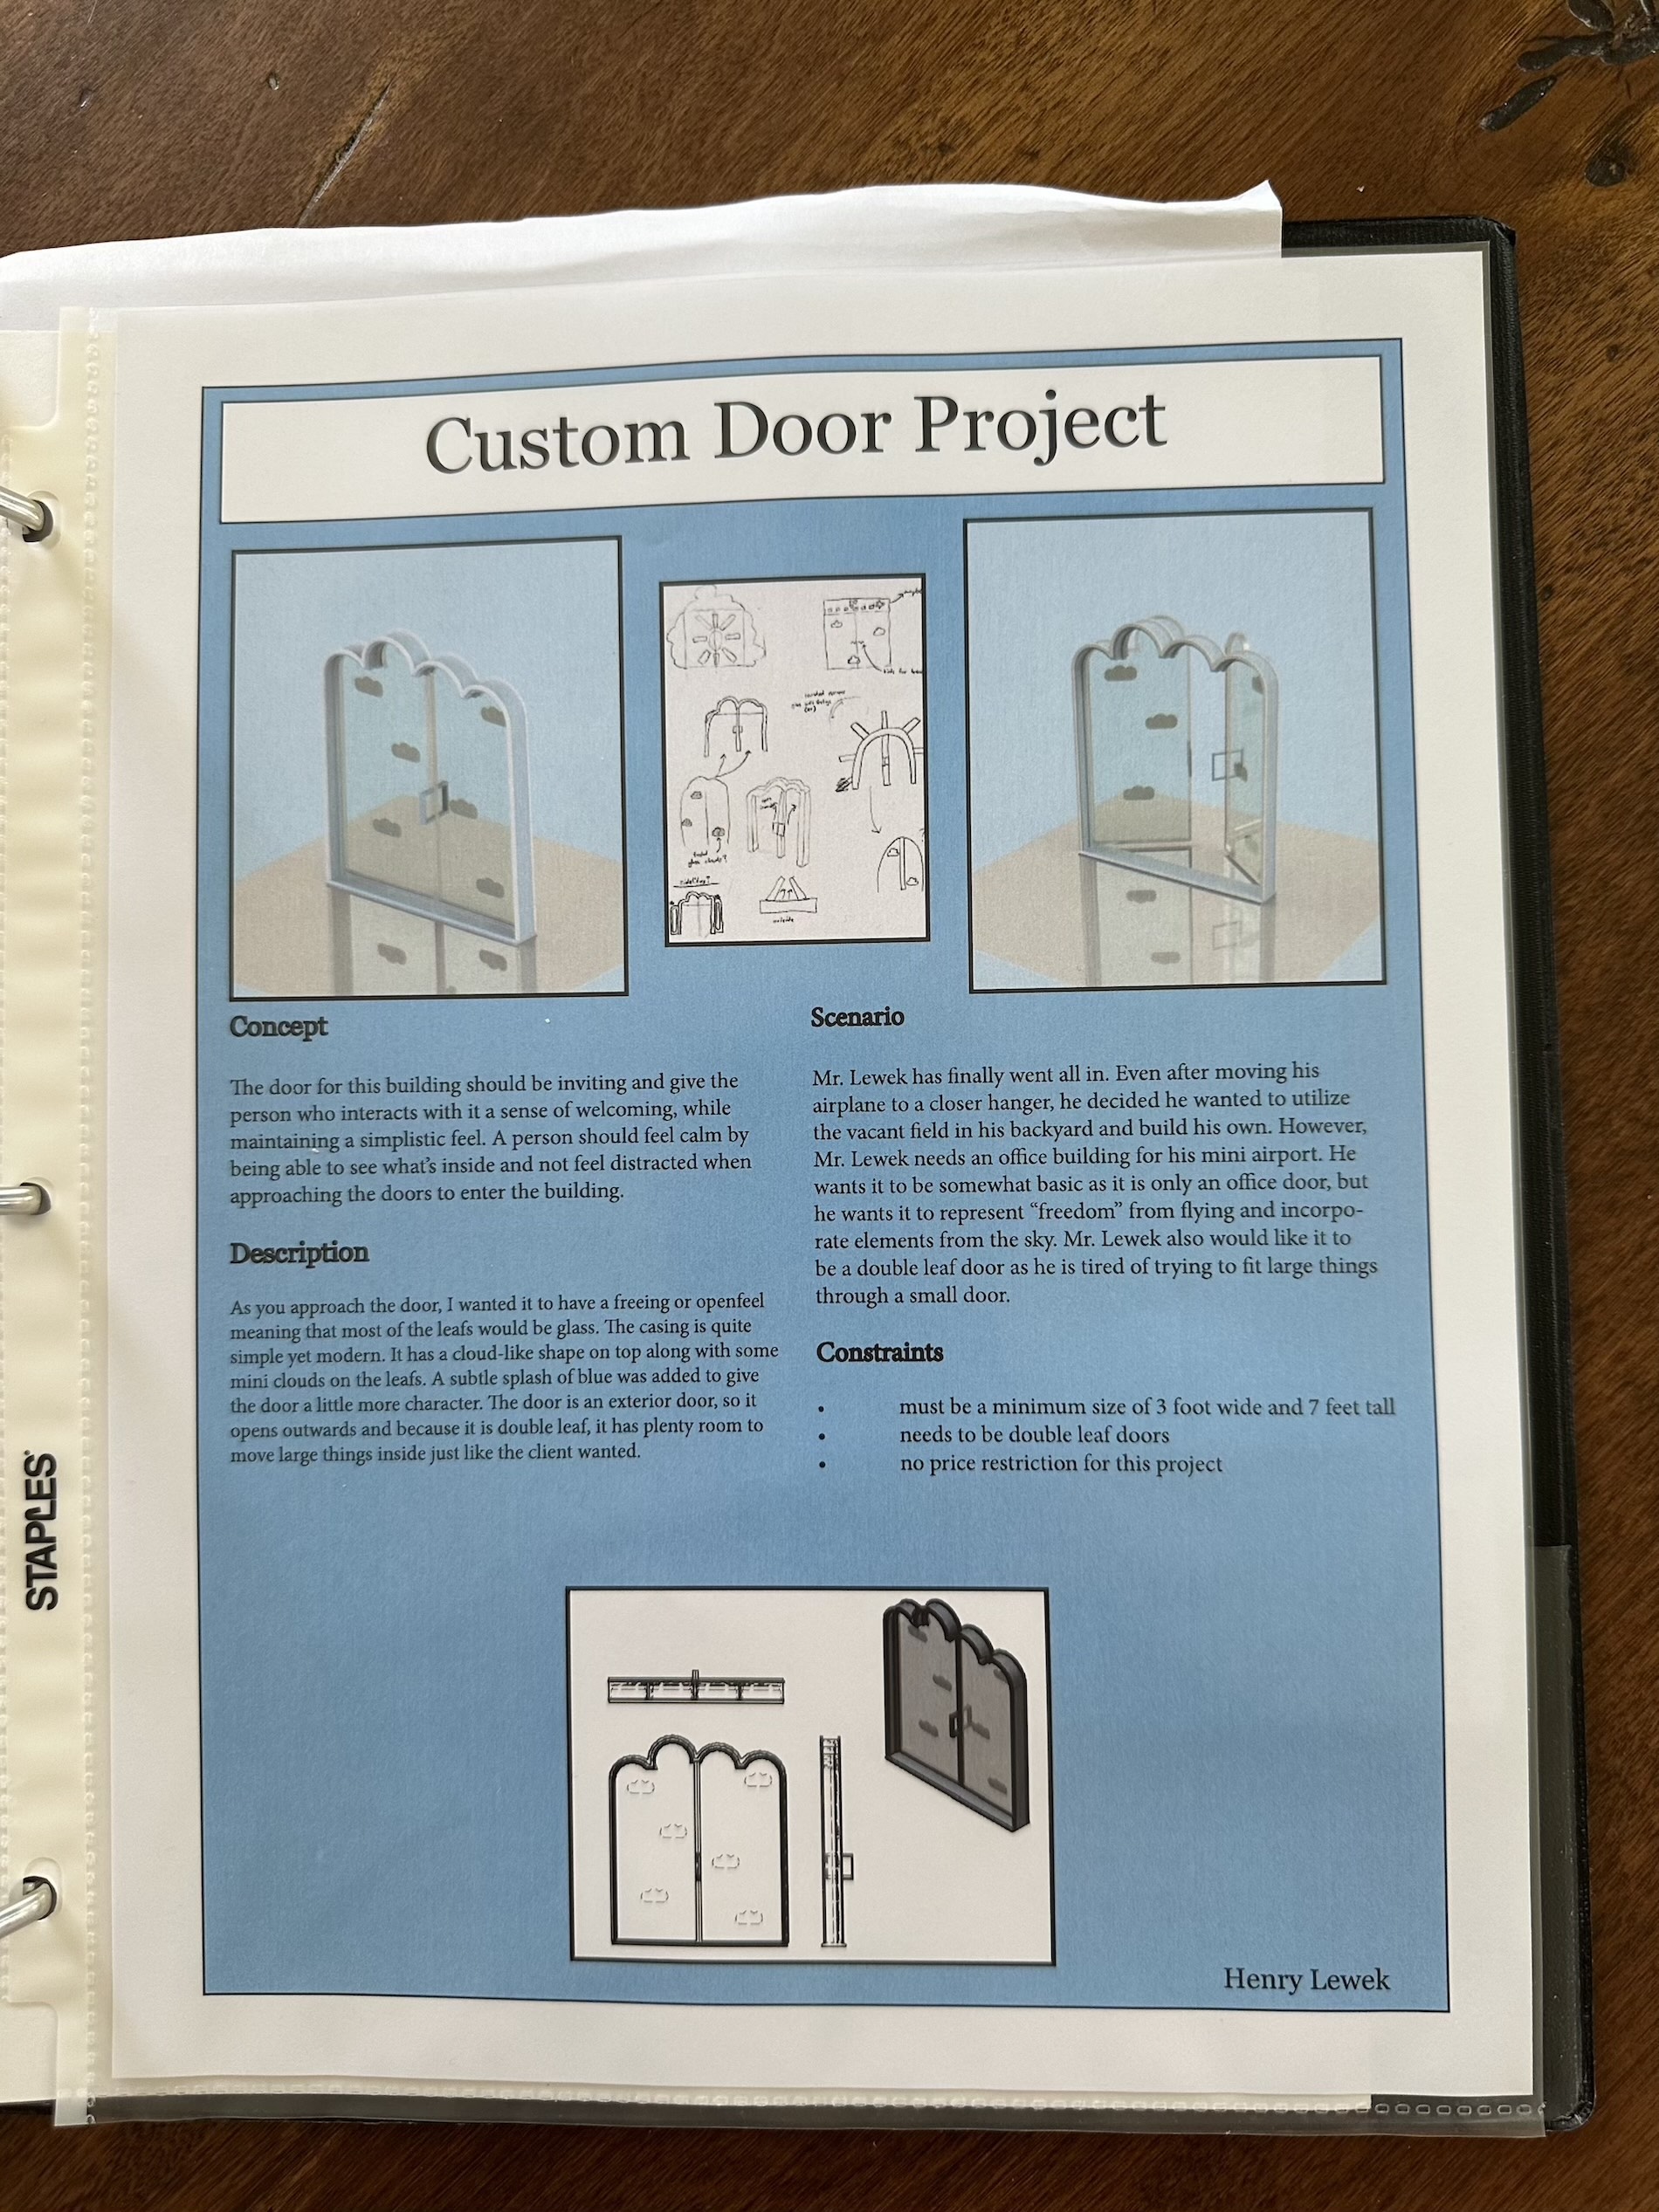 Custom Door Project
Concept
The door for this building should be inviting and give the
person who interacts with it a sense of welcoming, while
maintaining a simplistic feel. A person should feel calm by
being able to see what's inside and not feel distracted when
approaching the doors to enter the building.
Description
As you approach the door, I wanted it to have a freeing or openfeel
meaning that most of the leafs would be glass. The casing is quite
simple yet modern. It has a cloud-like shape on top along with some
mini clouds on the leafs. A subtle splash of blue was added to give
the door a little more character. The door is an exterior door, so it
opens outwards and because it is double leaf, it has plenty room to
move large things inside just like the client wanted.
Scenario
Mr. Lewek has finally went all in. Even after moving his
airplane to a closer hanger, he decided he wanted to utilize
the vacant field in his backyard and build his own. However,
Mr. Lewek needs an office building for his mini airport. He
wants it to be somewhat basic as it is only an office door, but
he wants it to represent “freedom” from flying and incorpo-
rate elements from the sky. Mr. Lewek also would like it to
be a double leaf door as he is tired of trying to fit large things
through a small door.
Constraints
• must be a minimum size of 3 foot wide and 7 feet tall
• needs to be double leaf doors
• no price restriction for this project
Henry Lewek
STAPLES